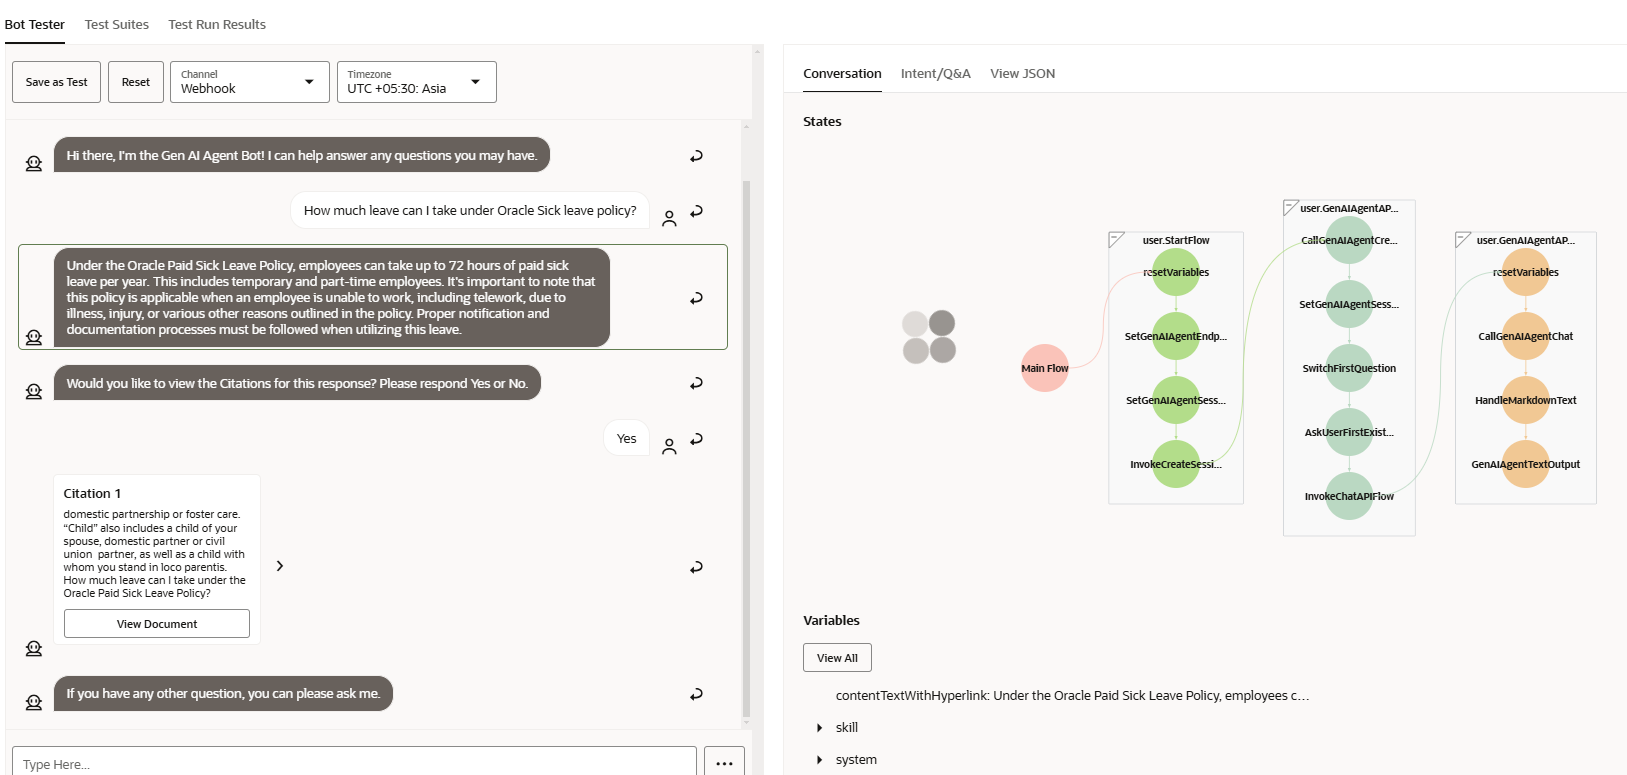 Bot Tester
Test Suites
Test Run Results
Save as Test
Reset
Channel
Webhook
Timezone
UTC +05:30: Asia
Hi there, I'm the Gen AI Agent Bot! I can help answer any questions you may have.
How much leave can I take under Oracle Sick leave policy?
Under the Oracle Paid Sick Leave Policy, employees can take up to 72 hours of paid sick
leave per year. This includes temporary and part-time employees. It's important to note that
this policy is applicable when an employee is unable to work, including telework, due to
illness, injury, or various other reasons outlined in the policy. Proper notification and
documentation processes must be followed when utilizing this leave.
Would you like to view the Citations for this response? Please respond Yes or No.
Yes
Citation 1
domestic partnership or foster care.
“Child” also includes a child of your
spouse, domestic partner or civil
union partner, as well as a child with
whom you stand in loco parentis.
How much leave can I take under the
Oracle Paid Sick Leave Policy?
View Document
If you have any other question, you can please ask me.
Type Here...
Conversation
Intent/Q&A
View JSON
States
Main Flow
user.StartFlow
resetVariables
SetGenAIAgentEndp...
SetGenAIAgentSess...
InvokeCreateSessi...
user.GenAIAgentAP...
CallGenAIAgentCre...
SetGenAIAgentSess...
SwitchFirstQuestion
AskUserFirstExist...
InvokeChatAPIFlow
user.GenAIAgentAP...
resetVariables
CallGenAIAgentChat
HandleMarkdownText
GenAIAgentTextOutput
Variables
View All
contentTextWithHyperlink: Under the Oracle Paid Sick Leave Policy, employees c...
skill
system